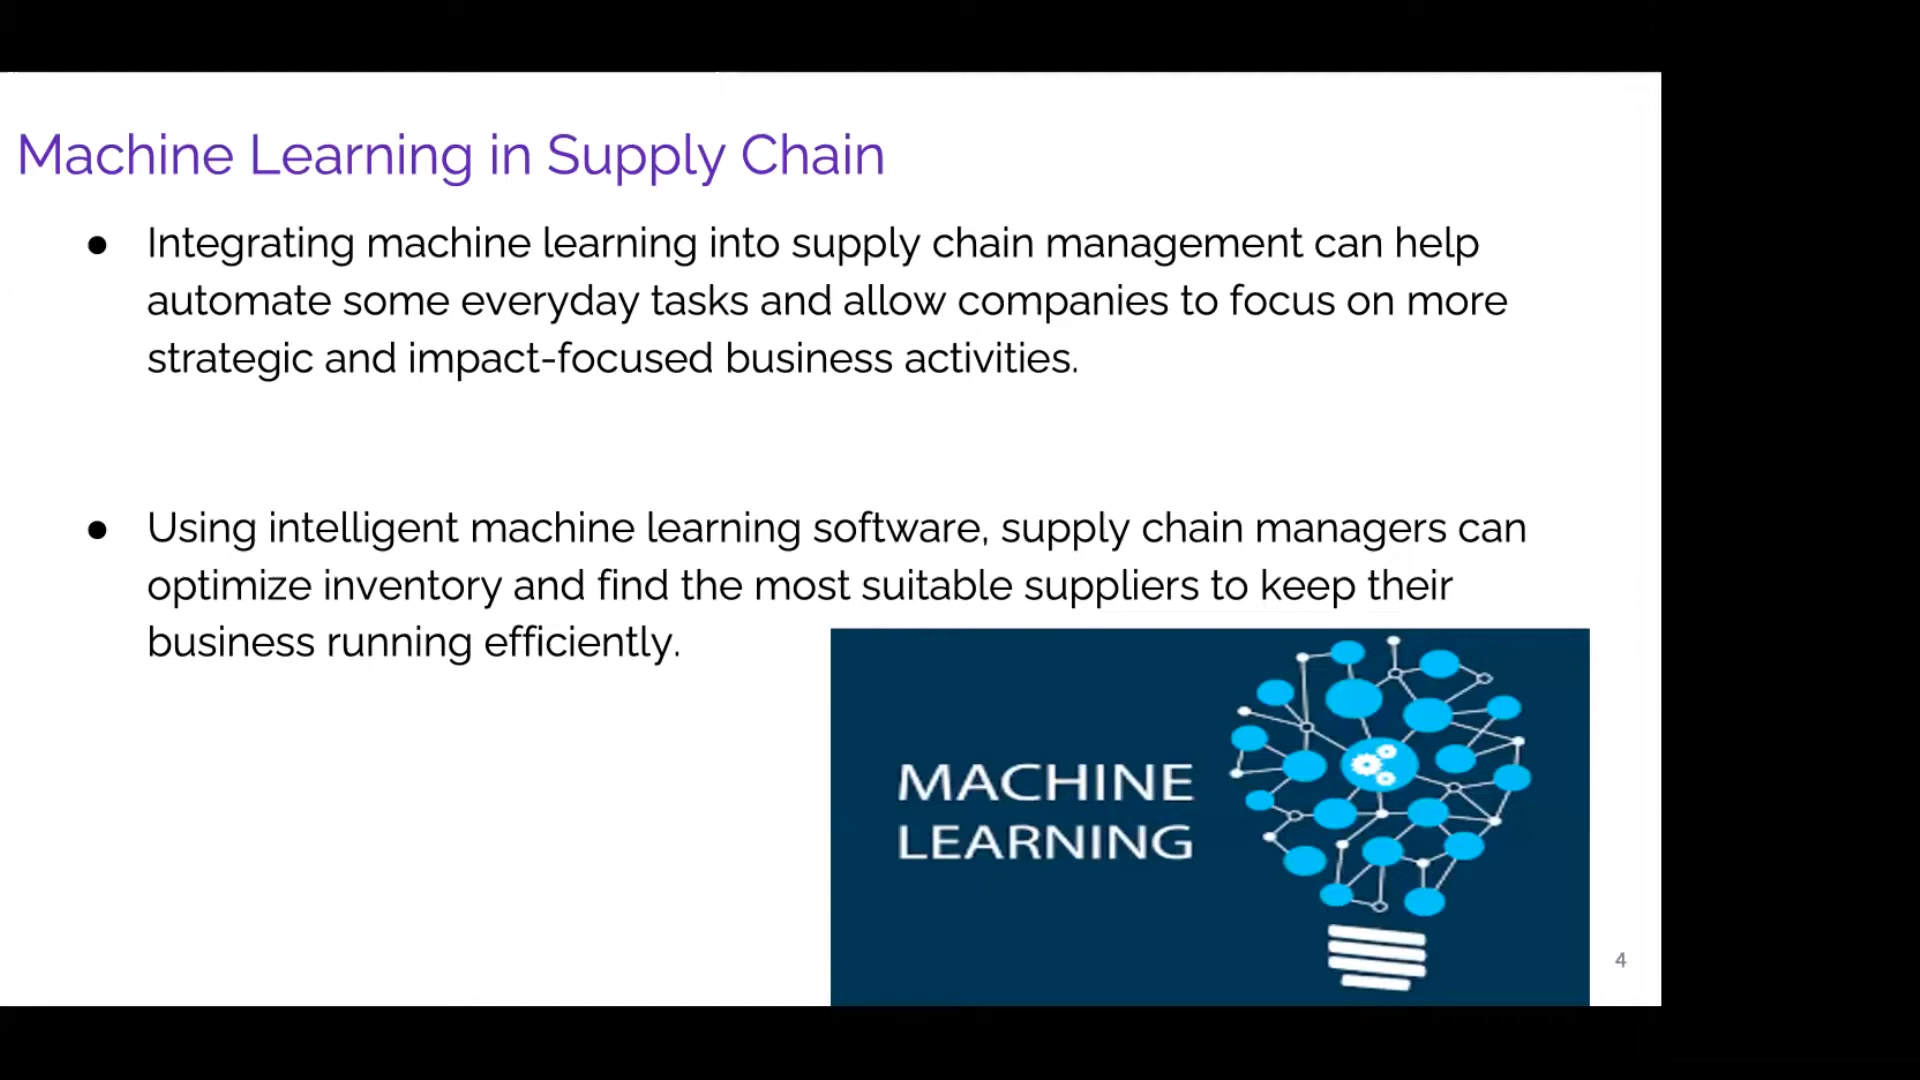 Machine Learning in Supply Chain
● Integrating machine learning into supply chain management can help
automate some everyday tasks and allow companies to focus on more
strategic and impact-focused business activities.
● Using intelligent machine learning software, supply chain managers can
optimize inventory and find the most suitable suppliers to keep their
business running efficiently.
MACHINE
LEARNING
4